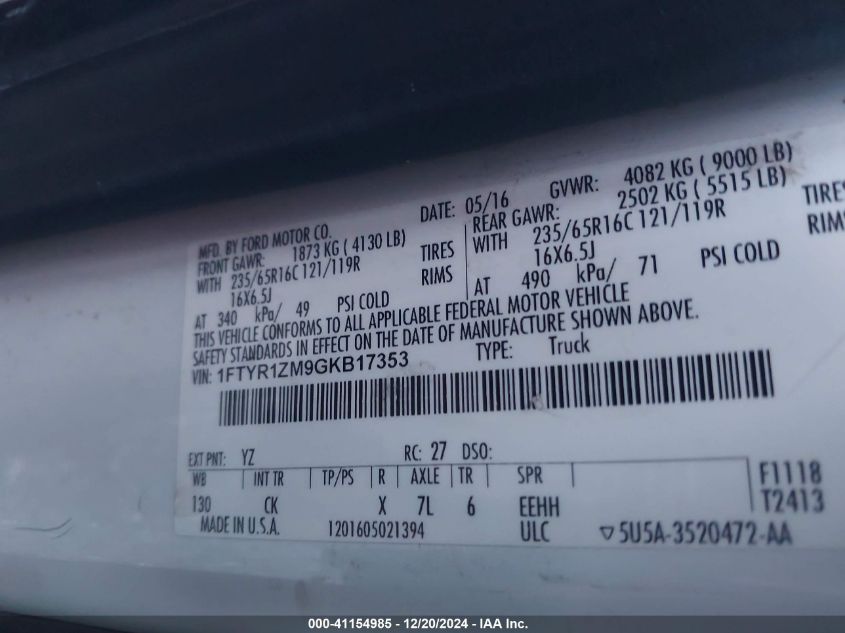 MFD. BY FORD MOTOR CO.
DATE: 05/16 GVWR: 4082 KG ( 9000 LB)
FRONT GAWR: 1873 KG ( 4130 LB) REAR GAWR: 2502 KG ( 5515 LB)
WITH 235/65R16C 121/119R TIRES WITH 235/65R16C 121/119R TIRES
16X6.5J RIMS 16X6.5J RIMS
AT 340 kPa/ 49 PSI COLD AT 490 kPa/ 71 PSI COLD
THIS VEHICLE CONFORMS TO ALL APPLICABLE FEDERAL MOTOR VEHICLE
SAFETY STANDARDS IN EFFECT ON THE DATE OF MANUFACTURE SHOWN ABOVE.
VIN: 1FTYR1ZM9GKB17353 TYPE: Truck
EXT PNT: YZ RC: 27 DSO:
WB INT TR TP/PS R AXLE TR SPR F1118
130 CK X 7L 6 EEHH T2413
MADE IN U.S.A. 1201605021394 ULC ▽5U5A-3520472-AA
000-41154985 - 12/20/2024 - IAA Inc.